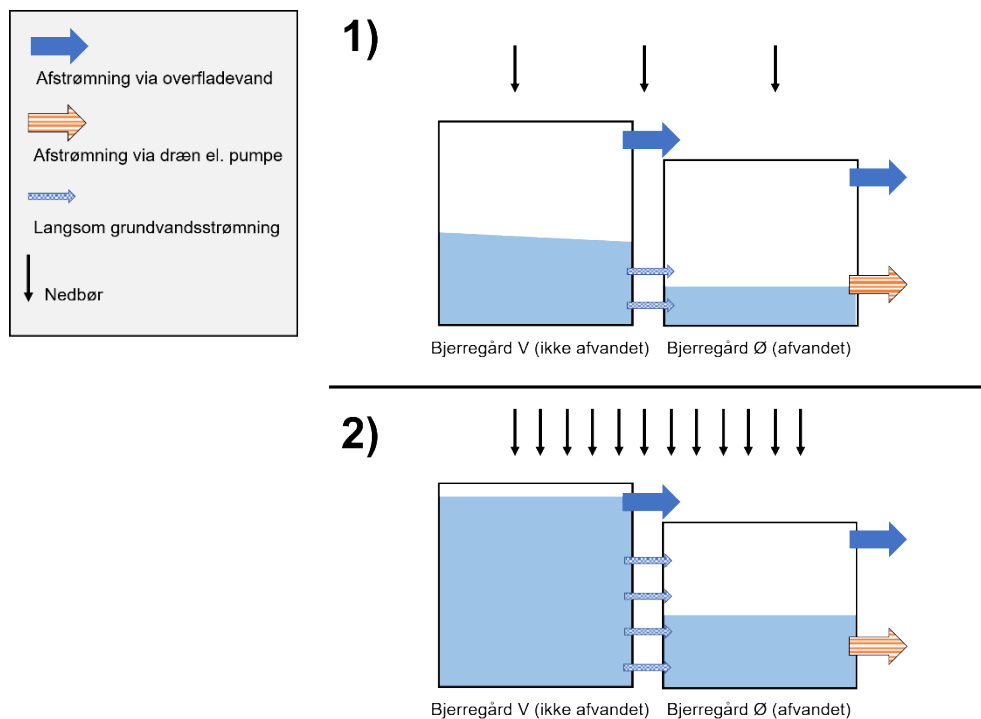 Afstrømning via overfladevand
Afstrømning via dræn el. pumpe
Langsom grundvandsstrømning
Nedbør
1)
Bjerregård V (ikke afvandet)
Bjerregård Ø (afvandet)
2)
Bjerregård V (ikke afvandet)
Bjerregård Ø (afvandet)